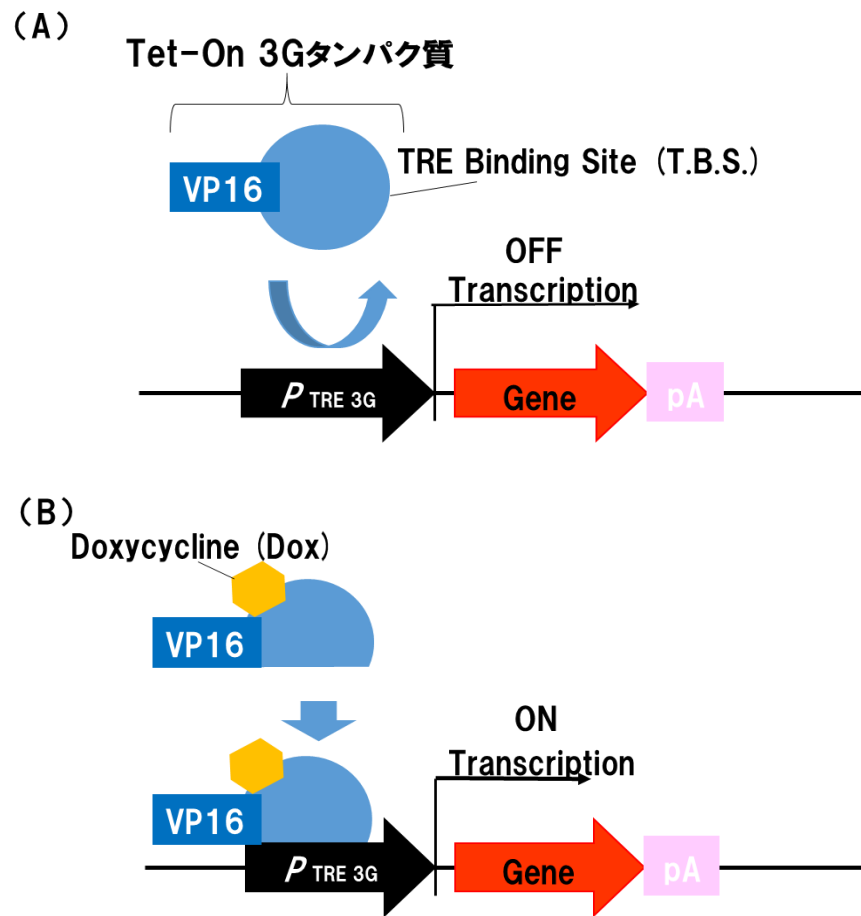 （A）
Tet-On 3Gタンパク質
VP16
TRE Binding Site (T.B.S.)
OFF
Transcription
P TRE 3G
Gene
pA
（B）
Doxycycline (Dox)
VP16
ON
Transcription
VP16
P TRE 3G
Gene
pA